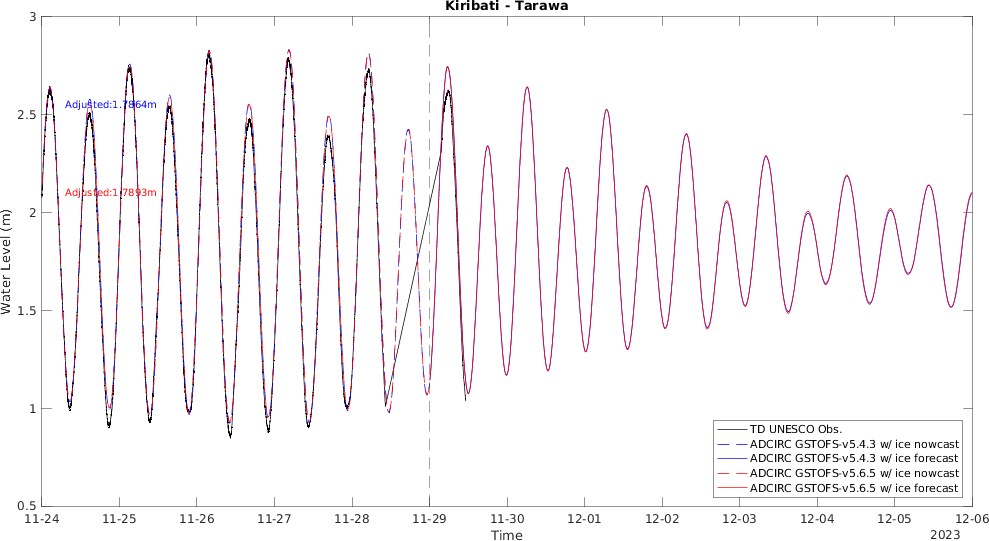 Kiribati - Tarawa
3
2.5
2
1.5
1
0.5
Water Level (m)
Adjusted:1.7864m
Adjusted:1.7893m
TD UNESCO Obs.
ADCIRC GSTOFS-v5.4.3 w/ ice nowcast
ADCIRC GSTOFS-v5.4.3 w/ ice forecast
ADCIRC GSTOFS-v5.6.5 w/ ice nowcast
ADCIRC GSTOFS-v5.6.5 w/ ice forecast
11-24 11-25 11-26 11-27 11-28 11-29 11-30 12-01 12-02 12-03 12-04 12-05 12-06
Time
2023